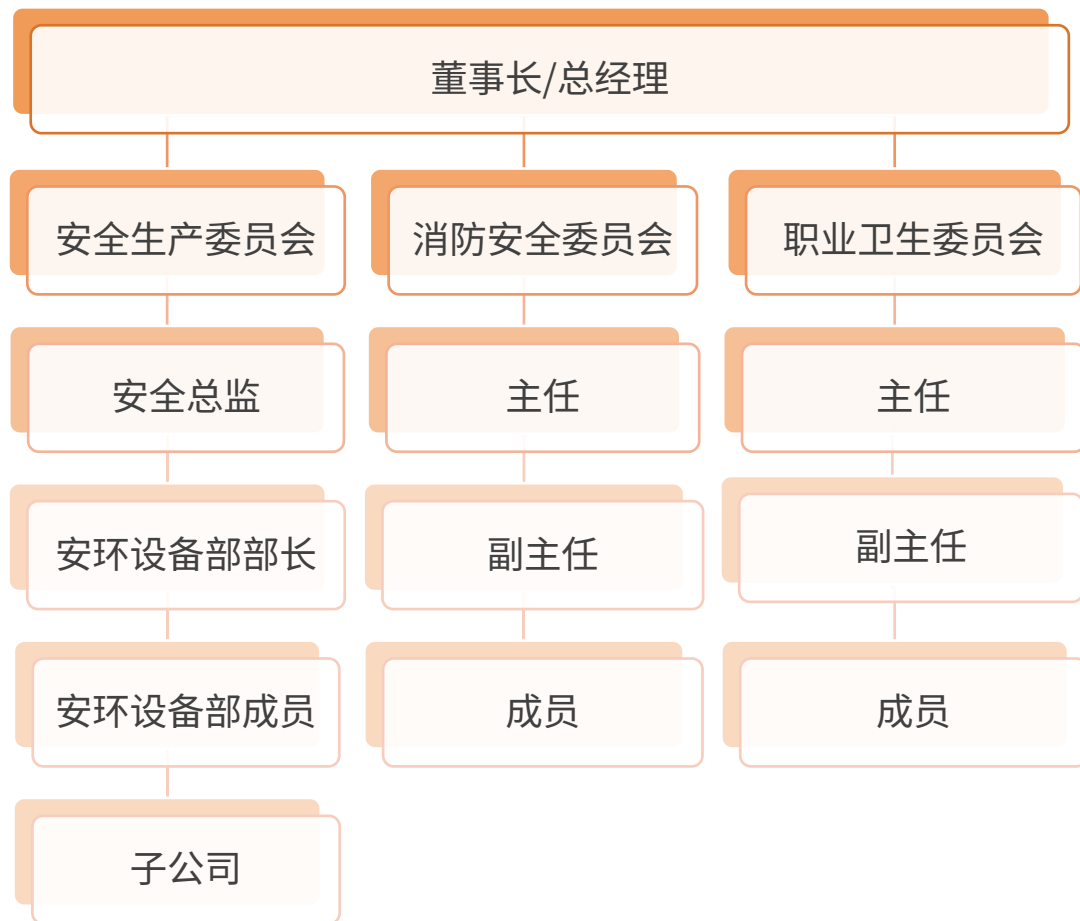 董事长/总经理
安全生产委员会
消防安全委员会
职业卫生委员会
安全总监
主任
主任
安环设备部部长
副主任
副主任
安环设备部成员
成员
成员
子公司